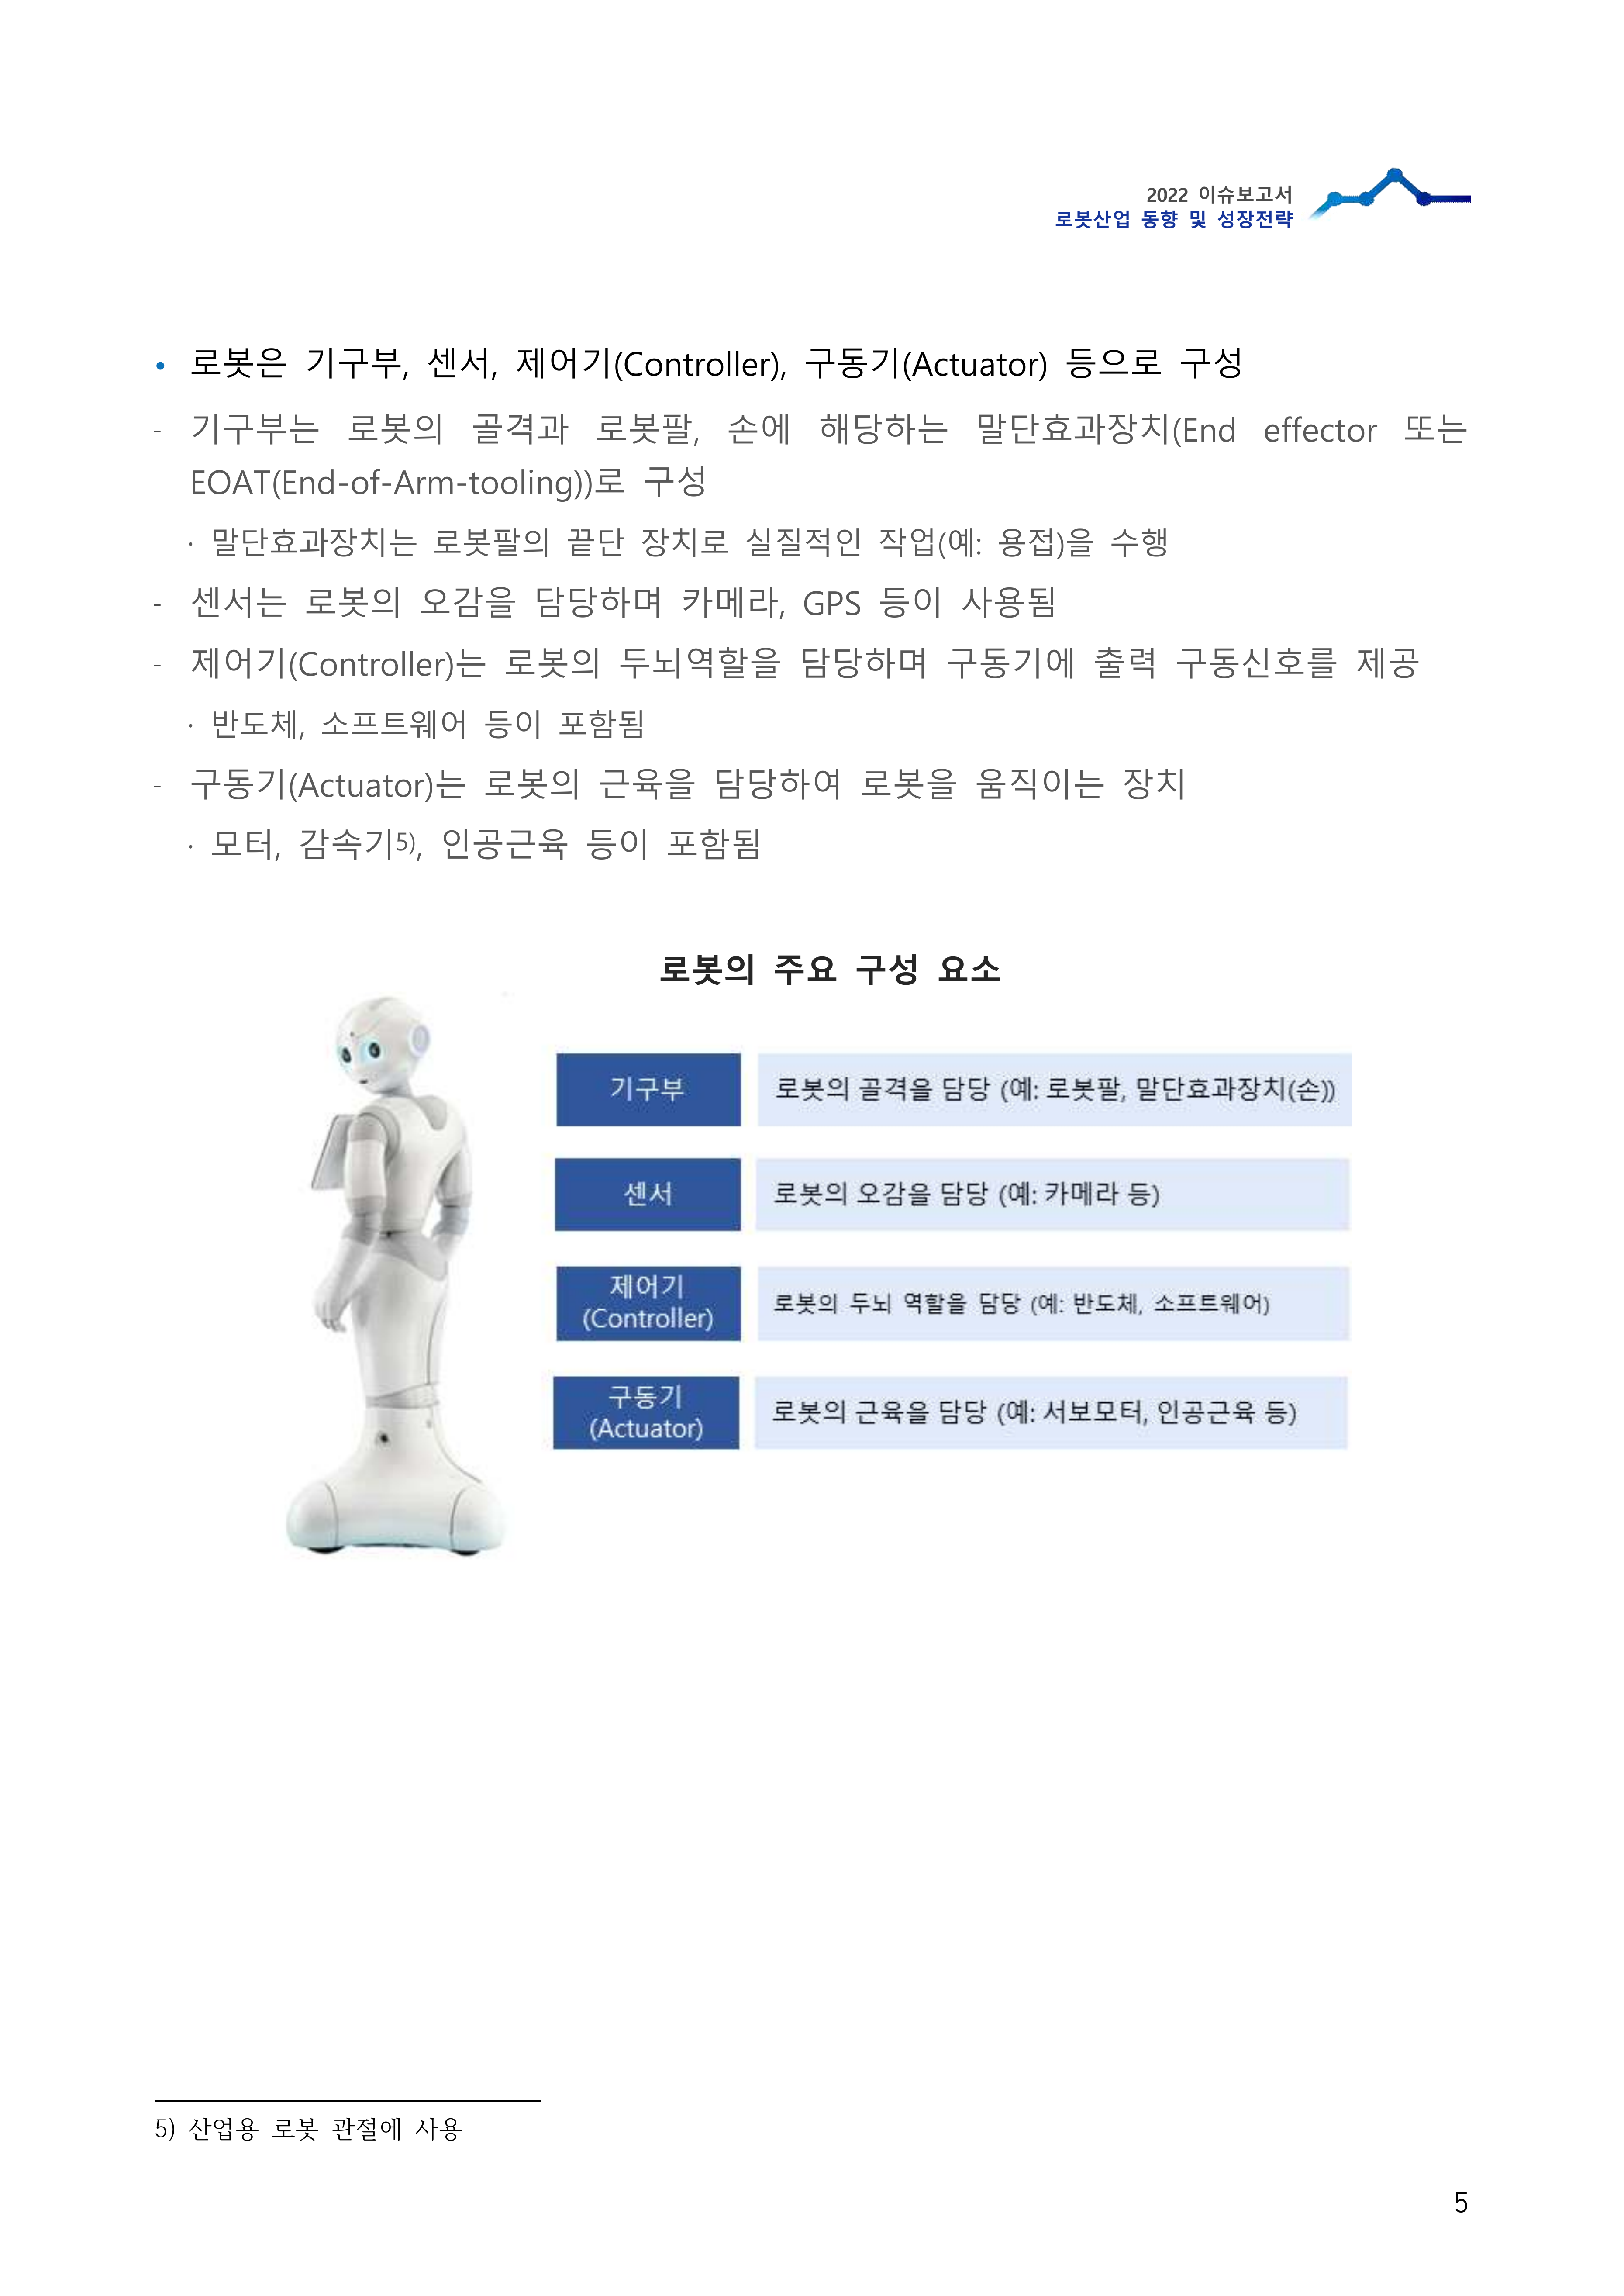 2022 이슈보고서
로봇산업 동향 및 성장전략
• 로봇은 기구부, 센서, 제어기(Controller), 구동기(Actuator) 등으로 구성
- 기구부는 로봇의 골격과 로봇팔, 손에 해당하는 말단효과장치(End effector 또는
EOAT(End-of-Arm-tooling))로 구성
· 말단효과장치는 로봇팔의 끝단 장치로 실질적인 작업(예: 용접)을 수행
- 센서는 로봇의 오감을 담당하며 카메라, GPS 등이 사용됨
- 제어기(Controller)는 로봇의 두뇌역할을 담당하며 구동기에 출력 구동신호를 제공
· 반도체, 소프트웨어 등이 포함됨
- 구동기(Actuator)는 로봇의 근육을 담당하여 로봇을 움직이는 장치
· 모터, 감속기5), 인공근육 등이 포함됨
로봇의 주요 구성 요소
기구부
로봇의 골격을 담당 (예: 로봇팔, 말단효과장치(손))
센서
로봇의 오감을 담당 (예: 카메라 등)
제어기
(Controller)
로봇의 두뇌 역할을 담당 (예: 반도체, 소프트웨어)
구동기
(Actuator)
로봇의 근육을 담당 (예: 서보모터, 인공근육 등)
5) 산업용 로봇 관절에 사용
5